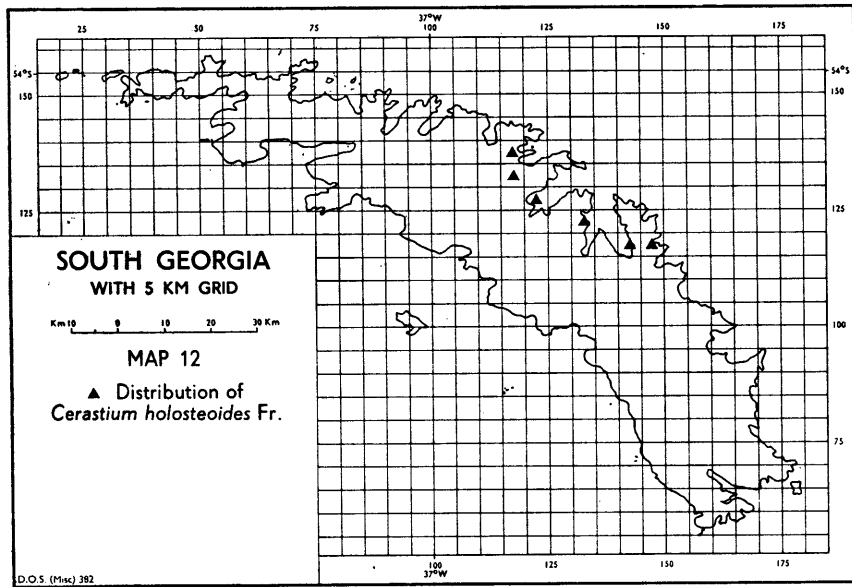 37°W
25 50 75 100 125 150 175
54°S
150 150
125 125
SOUTH GEORGIA
WITH 5 KM GRID
Km 10 0 10 20 30 Km
100
MAP 12
▲ Distribution of
Cerastium holosteoides Fr.
75
100 125 150 175
37°W
D.O.S. (Misc) 382